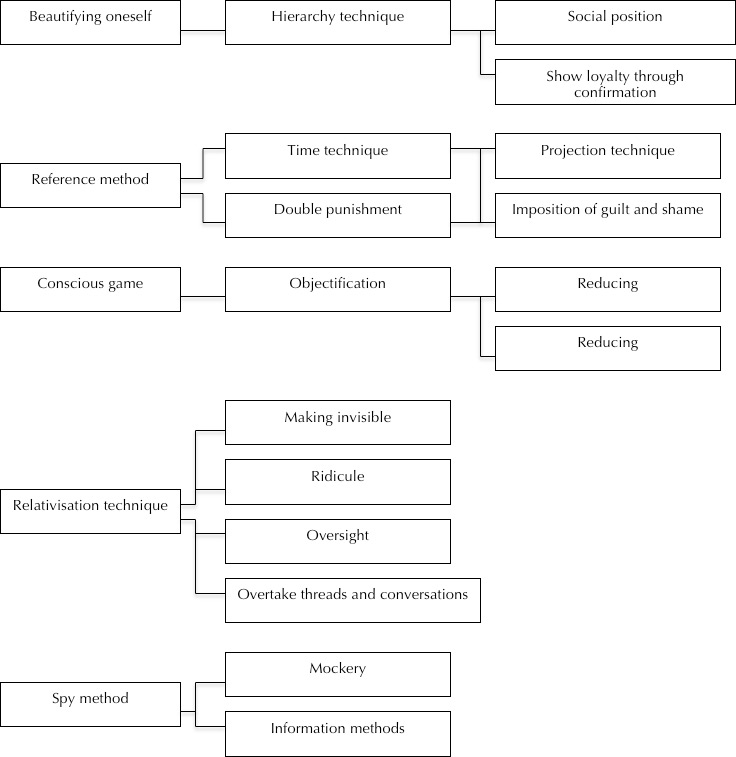 Beautifying oneself
Hierarchy technique
Social position
Show loyalty through
confirmation
Reference method
Time technique
Projection technique
Double punishment
Imposition of guilt and shame
Conscious game
Objectification
Reducing
Reducing
Relativisation technique
Making invisible
Ridicule
Oversight
Overtake threads and conversations
Spy method
Mockery
Information methods